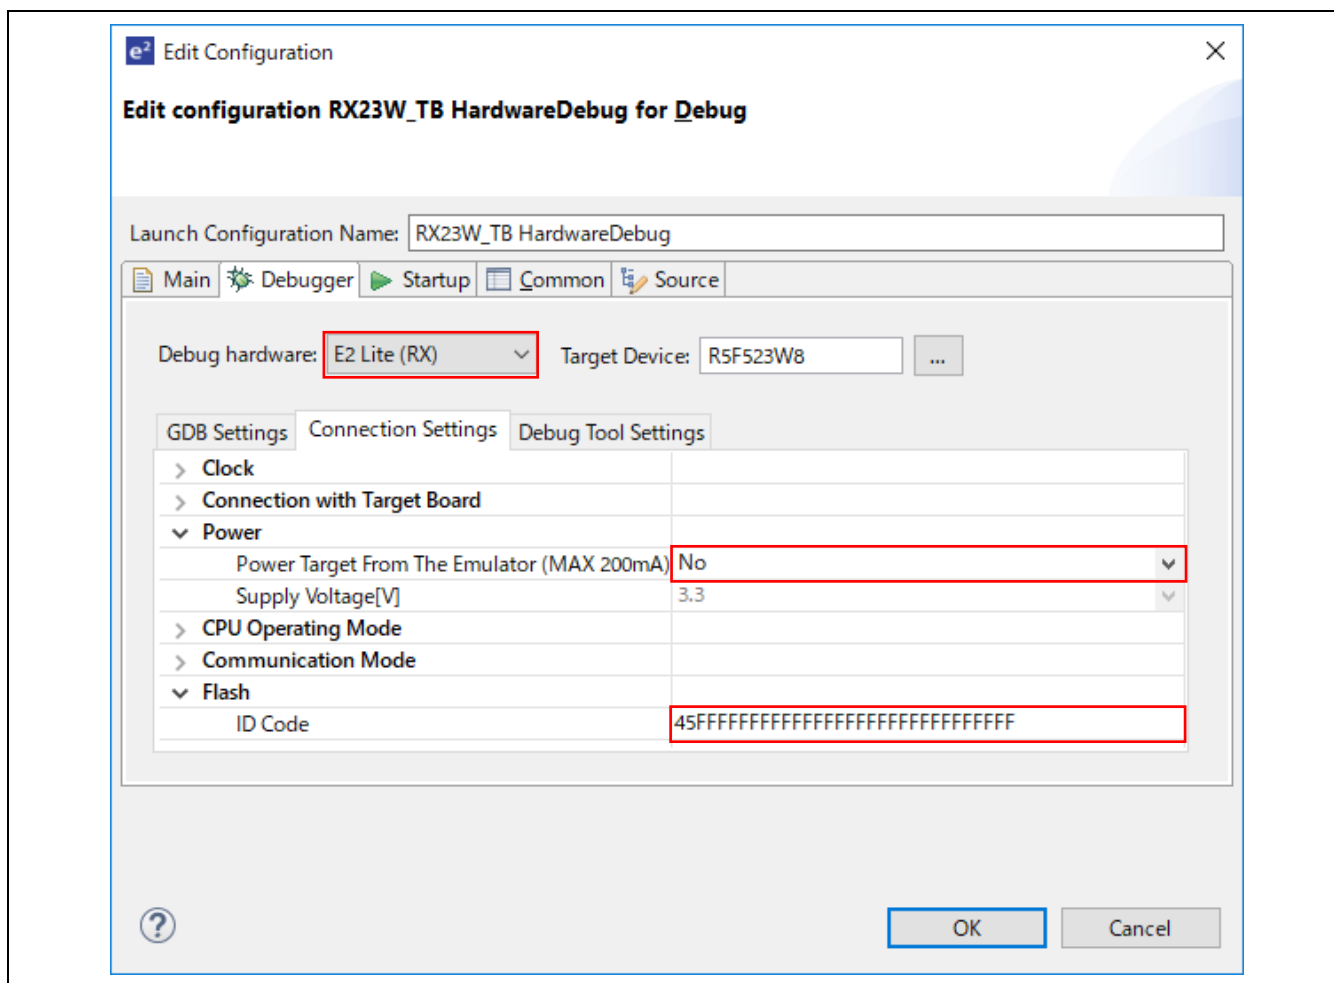 e² Edit Configuration
Edit configuration RX23W_TB HardwareDebug for Debug
Launch Configuration Name: RX23W_TB HardwareDebug
Main Debugger Startup Common Source
Debug hardware: E2 Lite (RX) Target Device: R5F523W8 ...
GDB Settings Connection Settings Debug Tool Settings
Clock
Connection with Target Board
Power
Power Target From The Emulator (MAX 200mA) No
Supply Voltage[V] 3.3
CPU Operating Mode
Communication Mode
Flash
ID Code 45FFFFFFFFFFFFFFFFFFFFFFFFFFFFFF
? OK Cancel